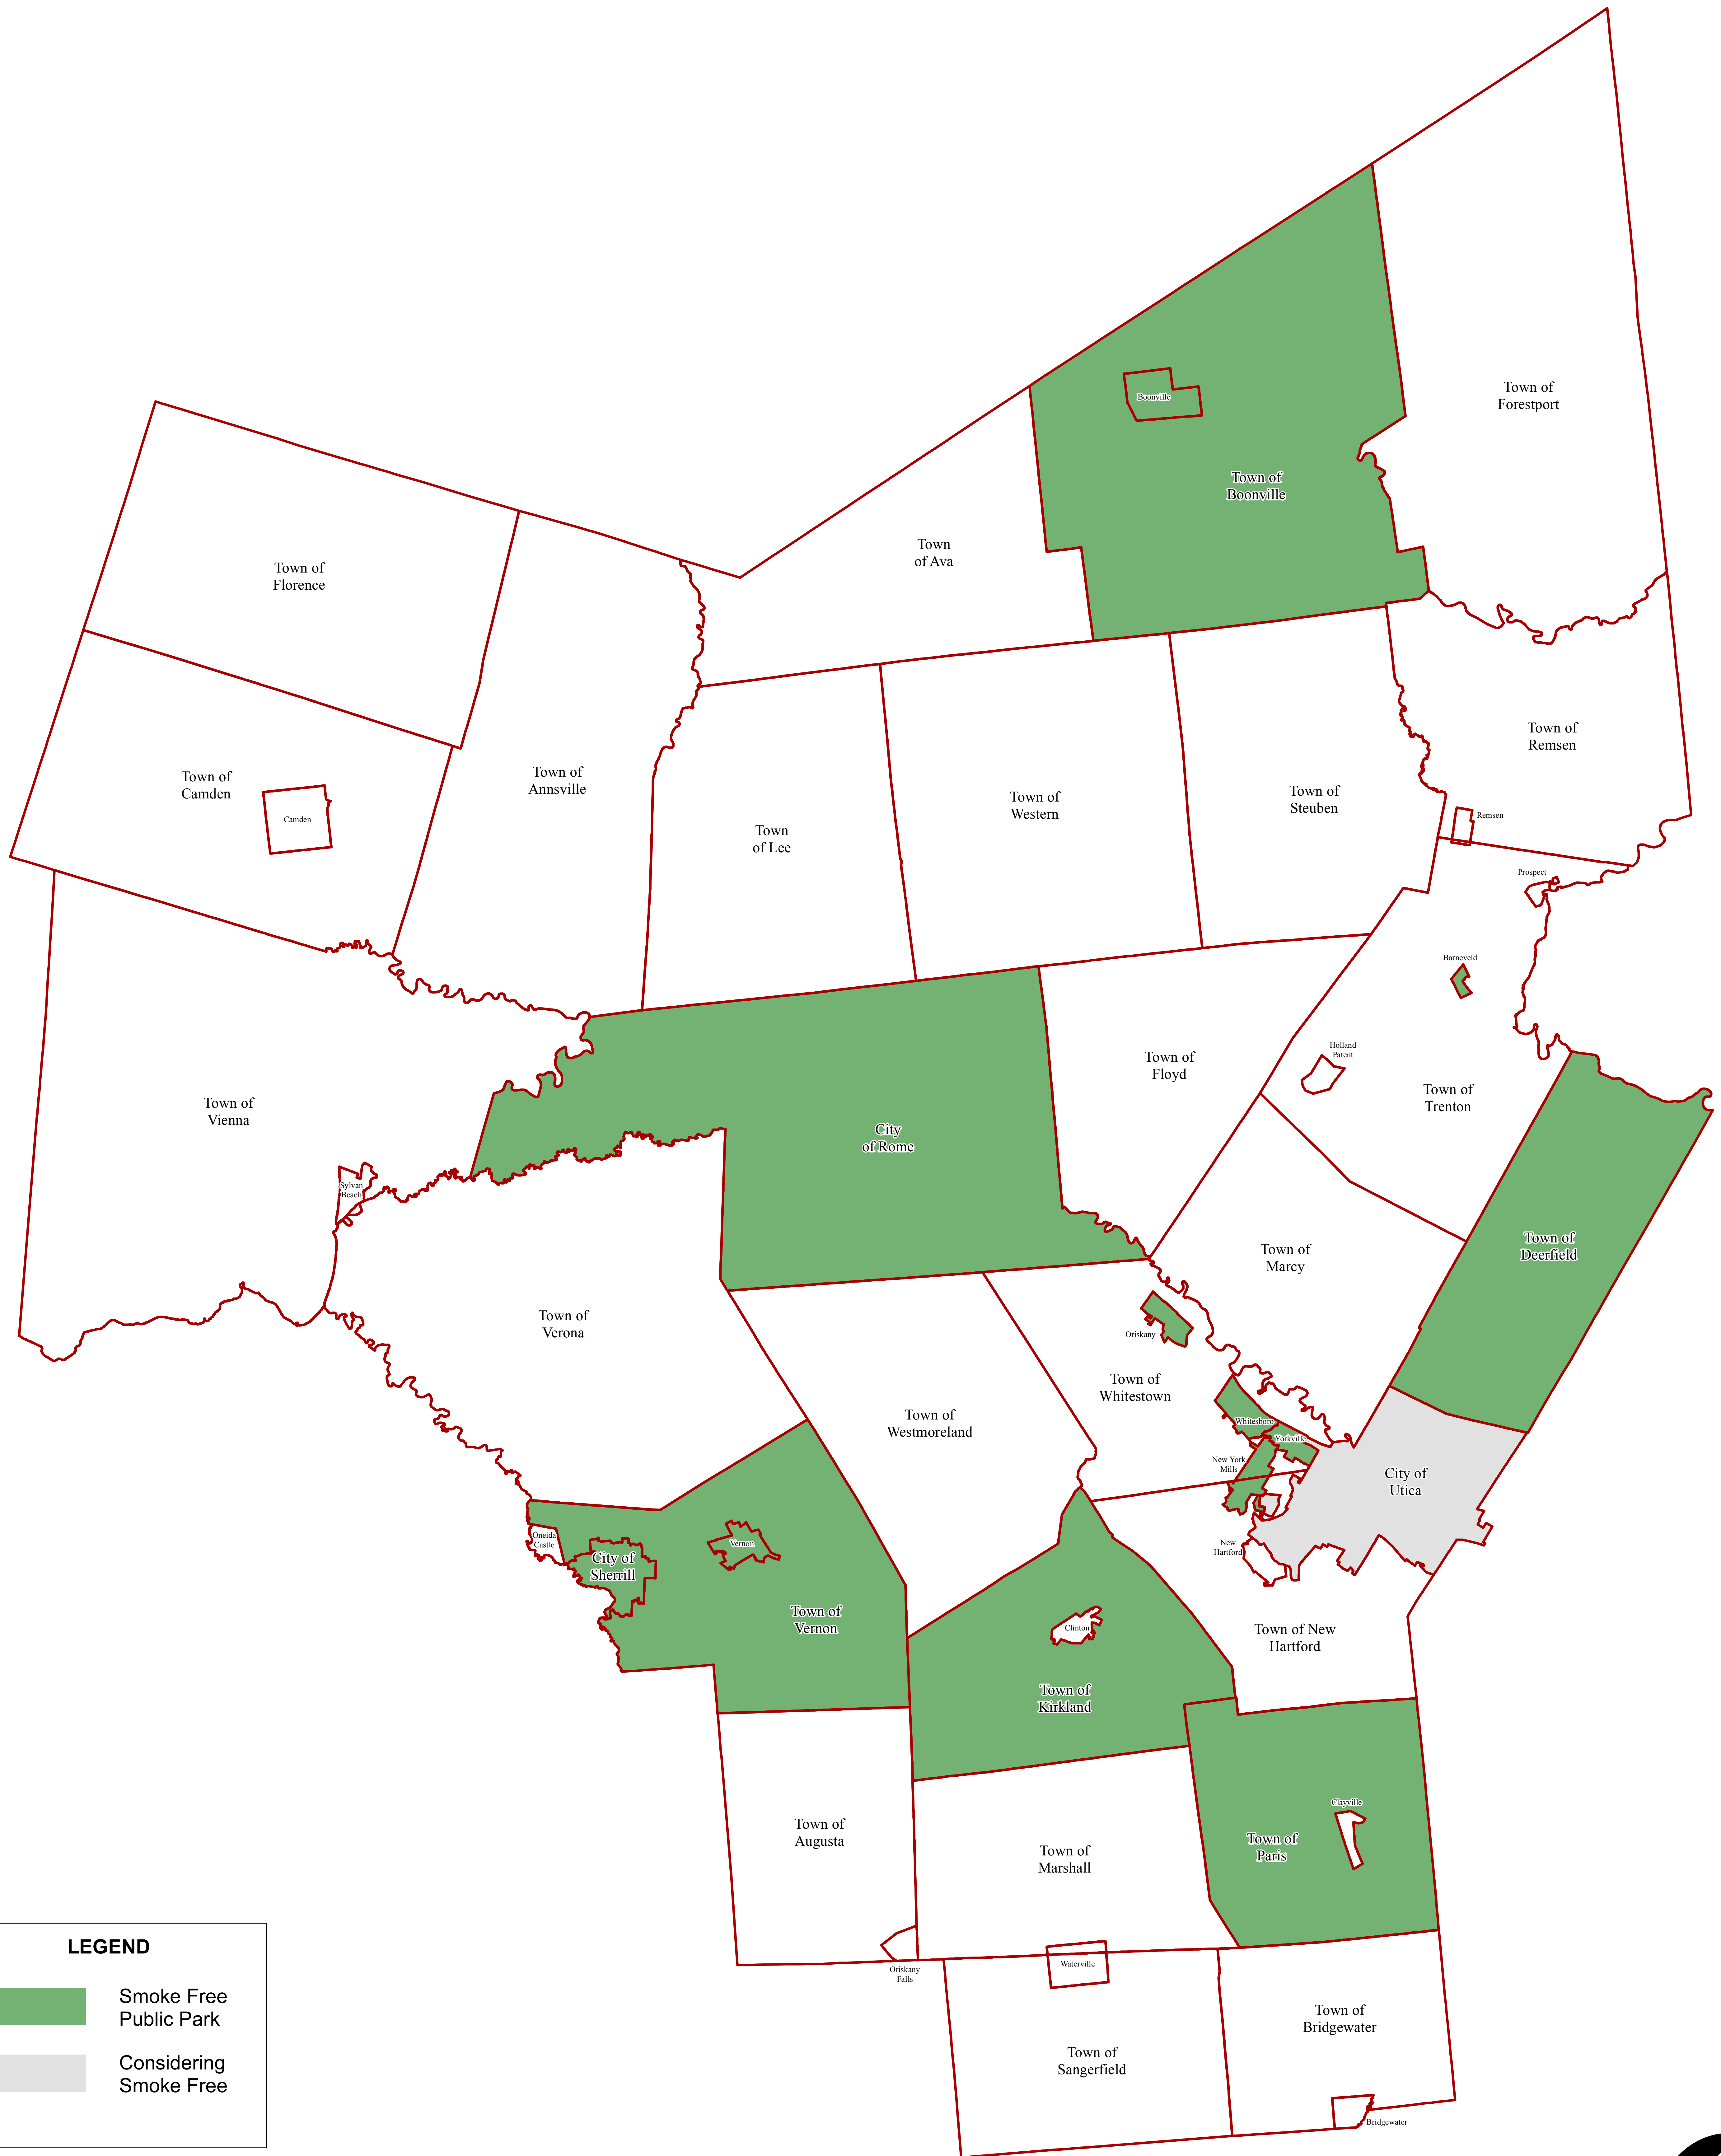 Town of
Forestport
Boonville
Town of
Boonville
Town
of Ava
Town of
Florence
Town of
Remsen
Town of
Camden
Camden
Town of
Annsville
Town of
Western
Town of
Steuben
Town
of Lee
Remsen
Prospect
Barneveld
Holland
Patent
Town of
Floyd
Town of
Trenton
Town of
Vienna
City
of Rome
Sylvan
Beach
Town of
Deerfield
Town of
Marcy
Town of
Verona
Oriskany
Town of
Whitestown
Town of
Westmoreland
Whitesboro
Yorkville
New York
Mills
City of
Utica
Oneida
Castle
Vernon
New
Hartford
City of
Sherrill
Town of
Vernon
Clinton
Town of New
Hartford
Town of
Kirkland
Clayville
Town of
Augusta
Town of
Paris
Town of
Marshall
Oriskany
Falls
Waterville
Town of
Bridgewater
Town of
Sangerfield
Bridgewater
LEGEND
Smoke Free
Public Park
Considering
Smoke Free